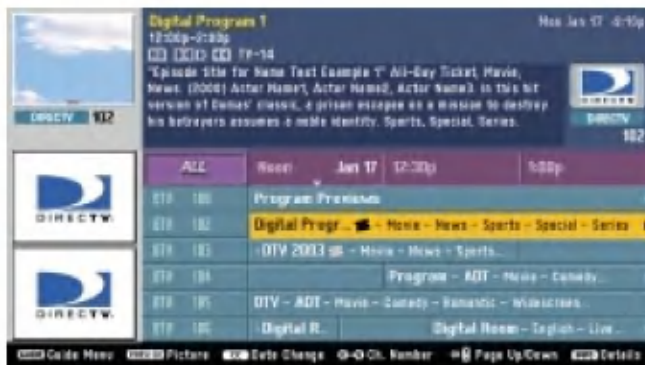 Digital Program 1
Mon Jan 17 4:10p
12:00p-2:00p
TV-14
"Episode title for Name Test Example 1" All-Day Ticket, Movie,
News. (2000) Actor Name1, Actor Name2, Actor Name3. In this hit
version of Dumas' classic, a prison escapee on a mission to destroy
his betrayers assumes a noble identity. Sports, Special, Series.
DIRECTV 102
DIRECTV
DIRECTV
102
ALL Noon Jan 17 12:30p 1:00p
DIRECTV
DTV 100 Program Previews
DTV 102 Digital Progr... - Movie - News - Sports - Special - Series
DTV 103 DTV 2003 - Movie - News - Sports...
DIRECTV
DTV 104 Program - ADT - Movie - Comedy...
DTV 105 DTV - ADT - Movie - Comedy - Romantic - Widescreen...
DTV 106 Digital R... Digital Room - English - Live...
Guide Menu Picture Date Change 0-9 Ch. Number Page Up/Down Details